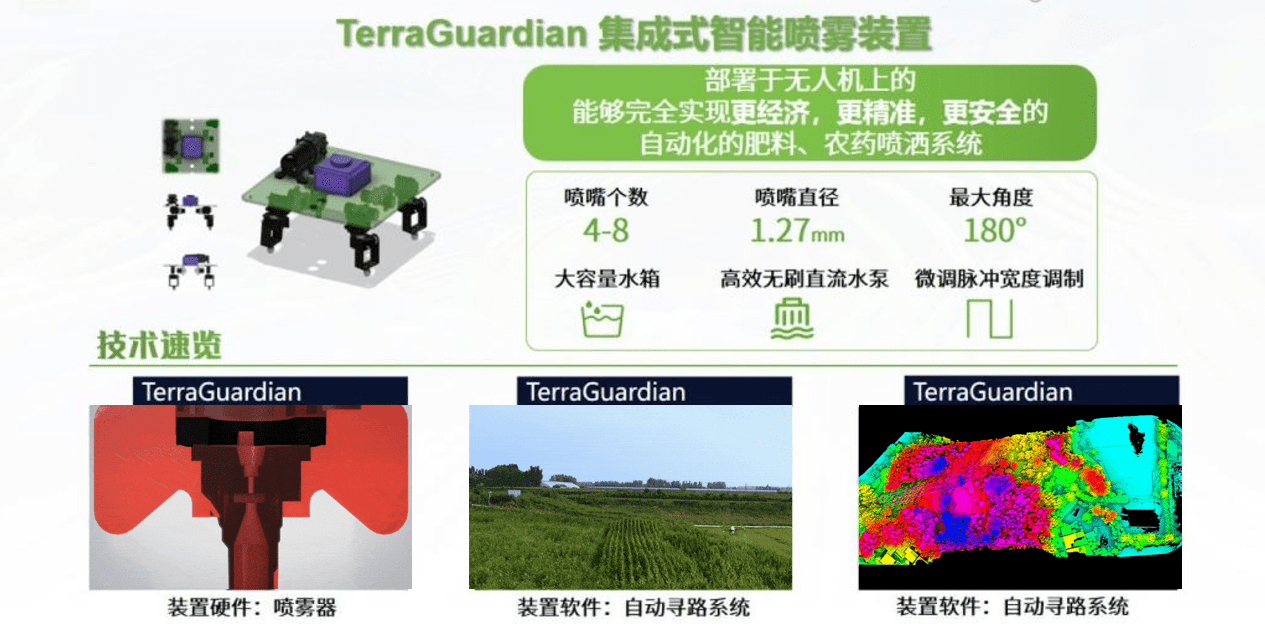 TerraGuardian 集成式智能喷雾装置
部署于无人机上的
能够完全实现更经济，更精准，更安全的
自动化的肥料、农药喷洒系统
喷嘴个数
4-8
喷嘴直径
1.27mm
最大角度
180°
大容量水箱
高效无刷直流水泵
微调脉冲宽度调制
技术速览
TerraGuardian
TerraGuardian
TerraGuardian
装置硬件：喷雾器
装置软件：自动寻路系统
装置软件：自动寻路系统